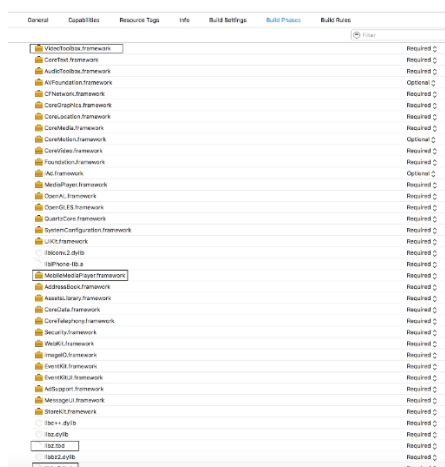 General Capabilities Resource Tags Info Build Settings Build Phases Build Rules
Filter
VideoToolbox.framework Required
CoreText.framework Required
AudioToolbox.framework Required
AVFoundation.framework Optional
CFNetwork.framework Required
CoreGraphics.framework Required
CoreLocation.framework Required
CoreMedia.framework Required
CoreMotion.framework Optional
CoreVideo.framework Required
Foundation.framework Required
iAd.framework Optional
MediaPlayer.framework Required
OpenAL.framework Required
OpenGLES.framework Required
QuartzCore.framework Required
SystemConfiguration.framework Required
UIKit.framework Required
libiconv.2.dylib Required
libiPhone-lib.a Required
MobileMediaPlayer.framework Required
AddressBook.framework Required
AssetsLibrary.framework Required
CoreData.framework Required
CoreTelephony.framework Required
Security.framework Required
WebKit.framework Required
ImageIO.framework Required
EventKit.framework Required
EventKitUI.framework Required
AdSupport.framework Required
MessageUI.framework Required
StoreKit.framework Required
libc++.dylib Required
libz.dylib Required
libz.tbd Required
libbz2.dylib Required